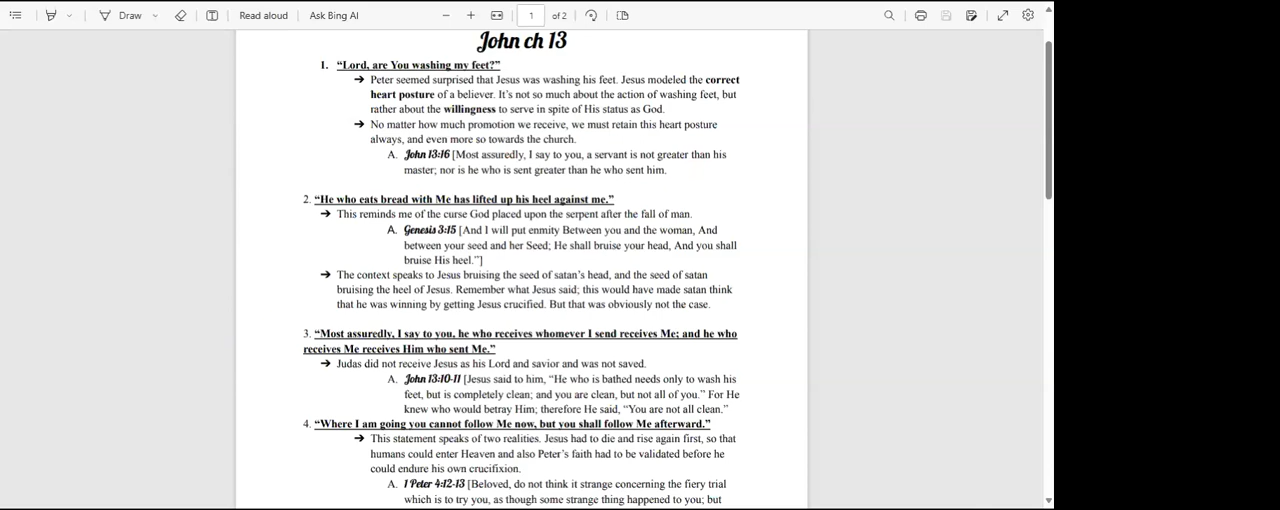 Draw
Read aloud
Ask Bing AI
1
of 2
John ch 13
1. “Lord, are You washing my feet?”
➔ Peter seemed surprised that Jesus was washing his feet. Jesus modeled the correct
heart posture of a believer. It’s not so much about the action of washing feet, but
rather about the willingness to serve in spite of His status as God.
➔ No matter how much promotion we receive, we must retain this heart posture
always, and even more so towards the church.
A. John 13:16 [Most assuredly, I say to you, a servant is not greater than his
master; nor is he who is sent greater than he who sent him.
2. “He who eats bread with Me has lifted up his heel against me.”
➔ This reminds me of the curse God placed upon the serpent after the fall of man.
A. Genesis 3:15 [And I will put enmity Between you and the woman, And
between your seed and her Seed; He shall bruise your head, And you shall
bruise His heel.”]
➔ The context speaks to Jesus bruising the seed of satan’s head, and the seed of satan
bruising the heel of Jesus. Remember what Jesus said; this would have made satan think
that he was winning by getting Jesus crucified. But that was obviously not the case.
3. “Most assuredly, I say to you, he who receives whomever I send receives Me; and he who
receives Me receives Him who sent Me.”
➔ Judas did not receive Jesus as his Lord and savior and was not saved.
A. John 13:10-11 [Jesus said to him, “He who is bathed needs only to wash his
feet, but is completely clean; and you are clean, but not all of you.” For He
knew who would betray Him; therefore He said, “You are not all clean.”
4. “Where I am going you cannot follow Me now, but you shall follow Me afterward.”
➔ This statement speaks of two realities. Jesus had to die and rise again first, so that
humans could enter Heaven and also Peter’s faith had to be validated before he
could endure his own crucifixion.
A. 1 Peter 4:12-13 [Beloved, do not think it strange concerning the fiery trial
which is to try you, as though some strange thing happened to you; but